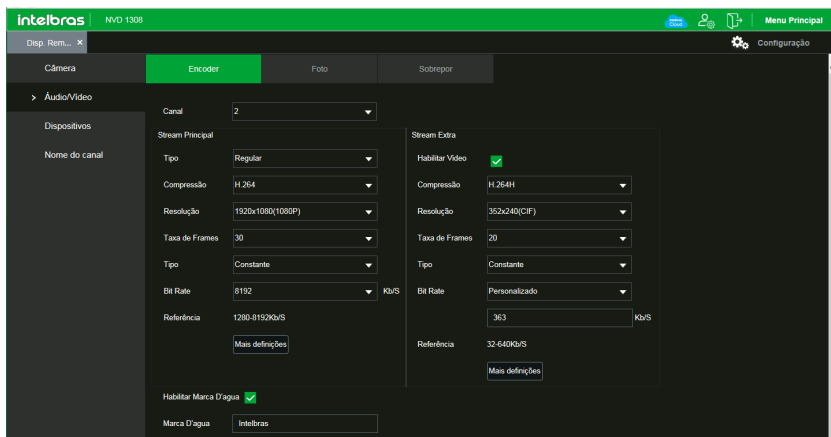 intelbras NVD 1308 Intelbras Cloud Menu Principal
Disp. Rem... × Configuração
Câmera Encoder Foto Sobrepor
> Áudio/Vídeo
Dispositivos
Nome do canal
Canal 2
Stream Principal Stream Extra
Tipo Regular Habilitar Video
Compressão H.264 Compressão H.264H
Resolução 1920x1080(1080P) Resolução 352x240(CIF)
Taxa de Frames 30 Taxa de Frames 20
Tipo Constante Tipo Constante
Bit Rate 8192 Kb/S Bit Rate Personalizado
Referência 1280-8192Kb/S 363 Kb/S
Mais definições Referência 32-640Kb/S
Mais definições
Habilitar Marca D'agua
Marca D'agua Intelbras